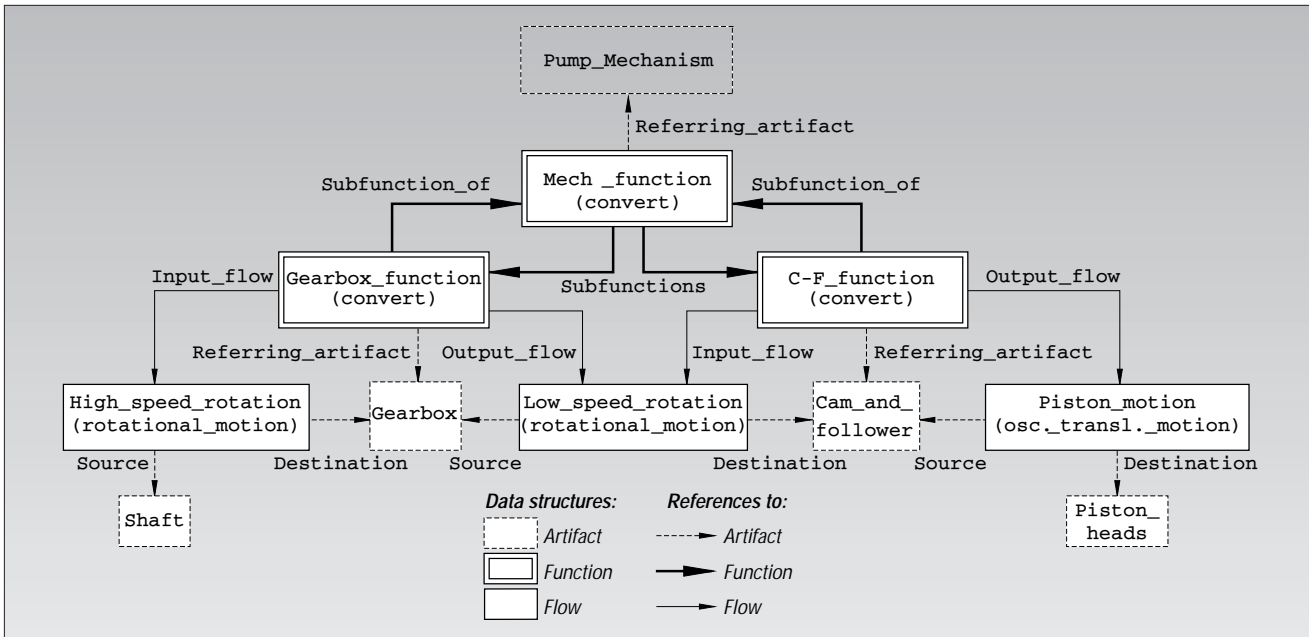 Pump_Mechanism
Referring_artifact
Subfunction_of
Mech _function
(convert)
Subfunction_of
Input_flow
Gearbox_function
(convert)
Subfunctions
C-F_function
(convert)
Output_flow
Referring_artifact
Output_flow
Input_flow
Referring_artifact
High_speed_rotation
(rotational_motion)
Gearbox
Low_speed_rotation
(rotational_motion)
Cam_and_
follower
Piston_motion
(osc._transl._motion)
Source
Destination
Source
Destination
Source
Destination
Shaft
Data structures:
References to:
Piston_
heads
Artifact
Artifact
Function
Function
Flow
Flow